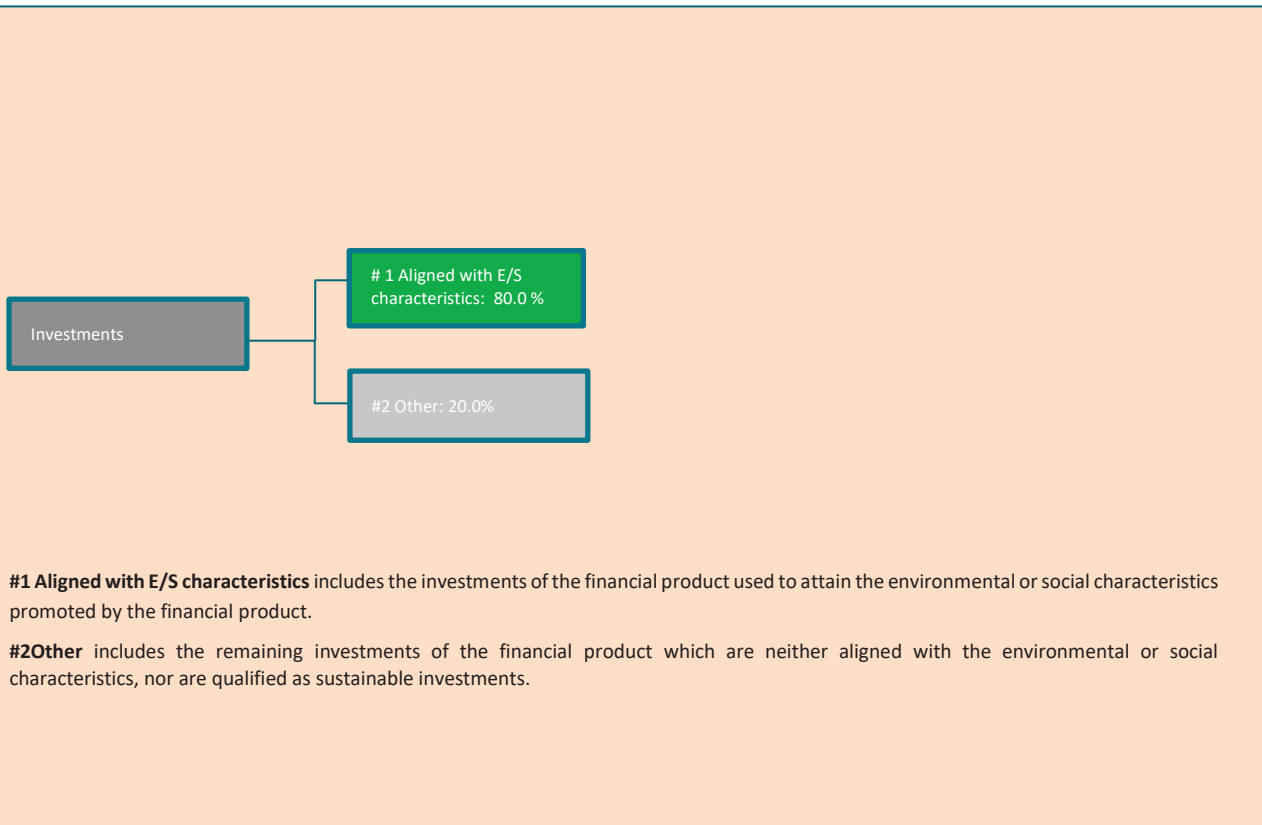 # 1 Aligned with E/S
characteristics: 80.0 %
Investments
#2 Other: 20.0%
#1 Aligned with E/S characteristics includes the investments of the financial product used to attain the environmental or social characteristics
promoted by the financial product.
#2Other includes the remaining investments of the financial product which are neither aligned with the environmental or social
characteristics, nor are qualified as sustainable investments.